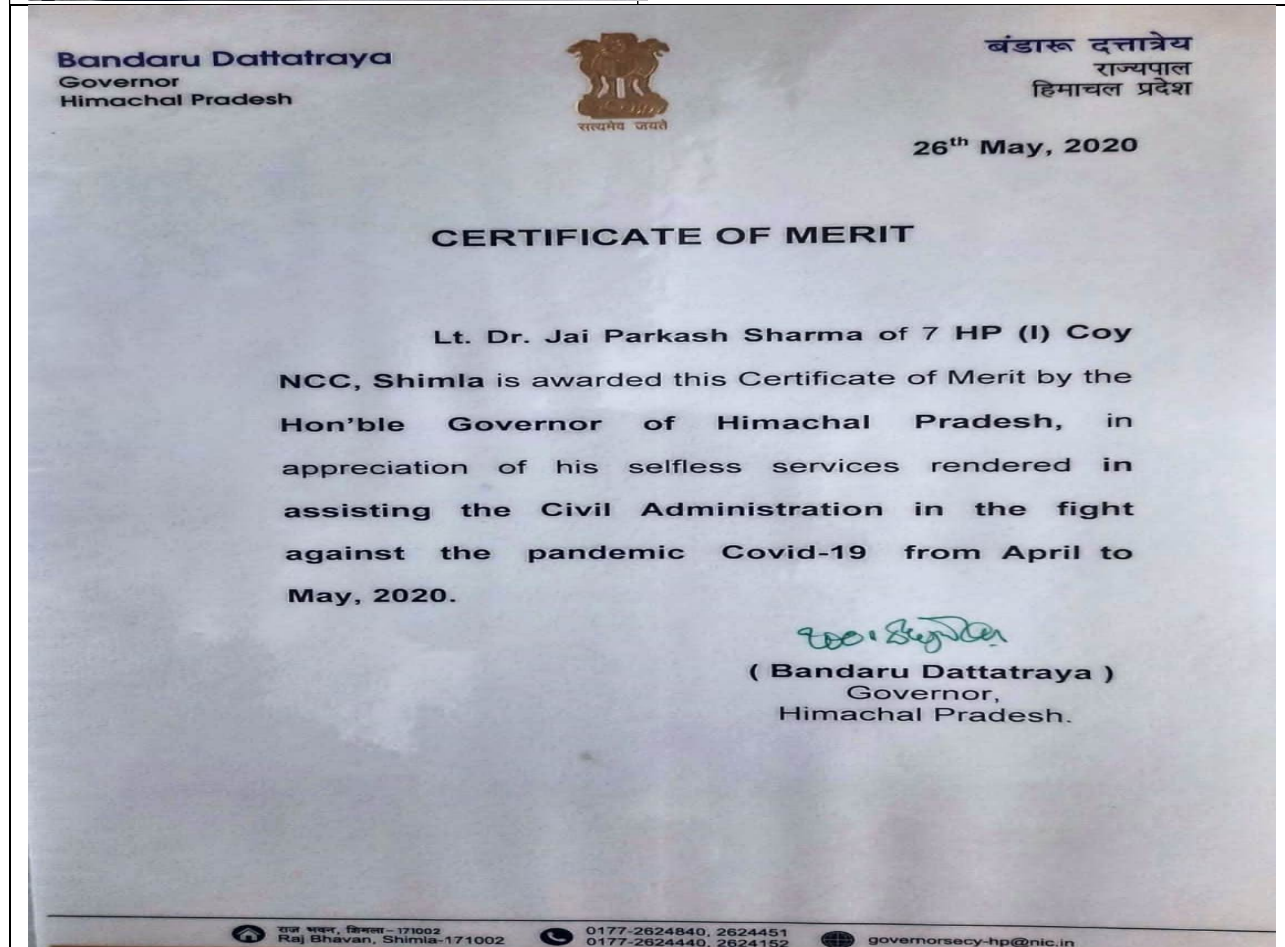 Bandaru Dattatraya
Governor
Himachal Pradesh
सत्यमेव जयते
बंडारू दत्तात्रेय
राज्यपाल
हिमाचल प्रदेश
26th May, 2020
CERTIFICATE OF MERIT
Lt. Dr. Jai Parkash Sharma of 7 HP (I) Coy
NCC, Shimla is awarded this Certificate of Merit by the
Hon'ble Governor of Himachal Pradesh, in
appreciation of his selfless services rendered in
assisting the Civil Administration in the fight
against the pandemic Covid-19 from April to
May, 2020.
( Bandaru Dattatraya )
Governor,
Himachal Pradesh.
राज भवन, शिमला-171002
Raj Bhavan, Shimla-171002
0177-2624840, 2624451
0177-2624440, 2624152
governorsecy-hp@nic.in